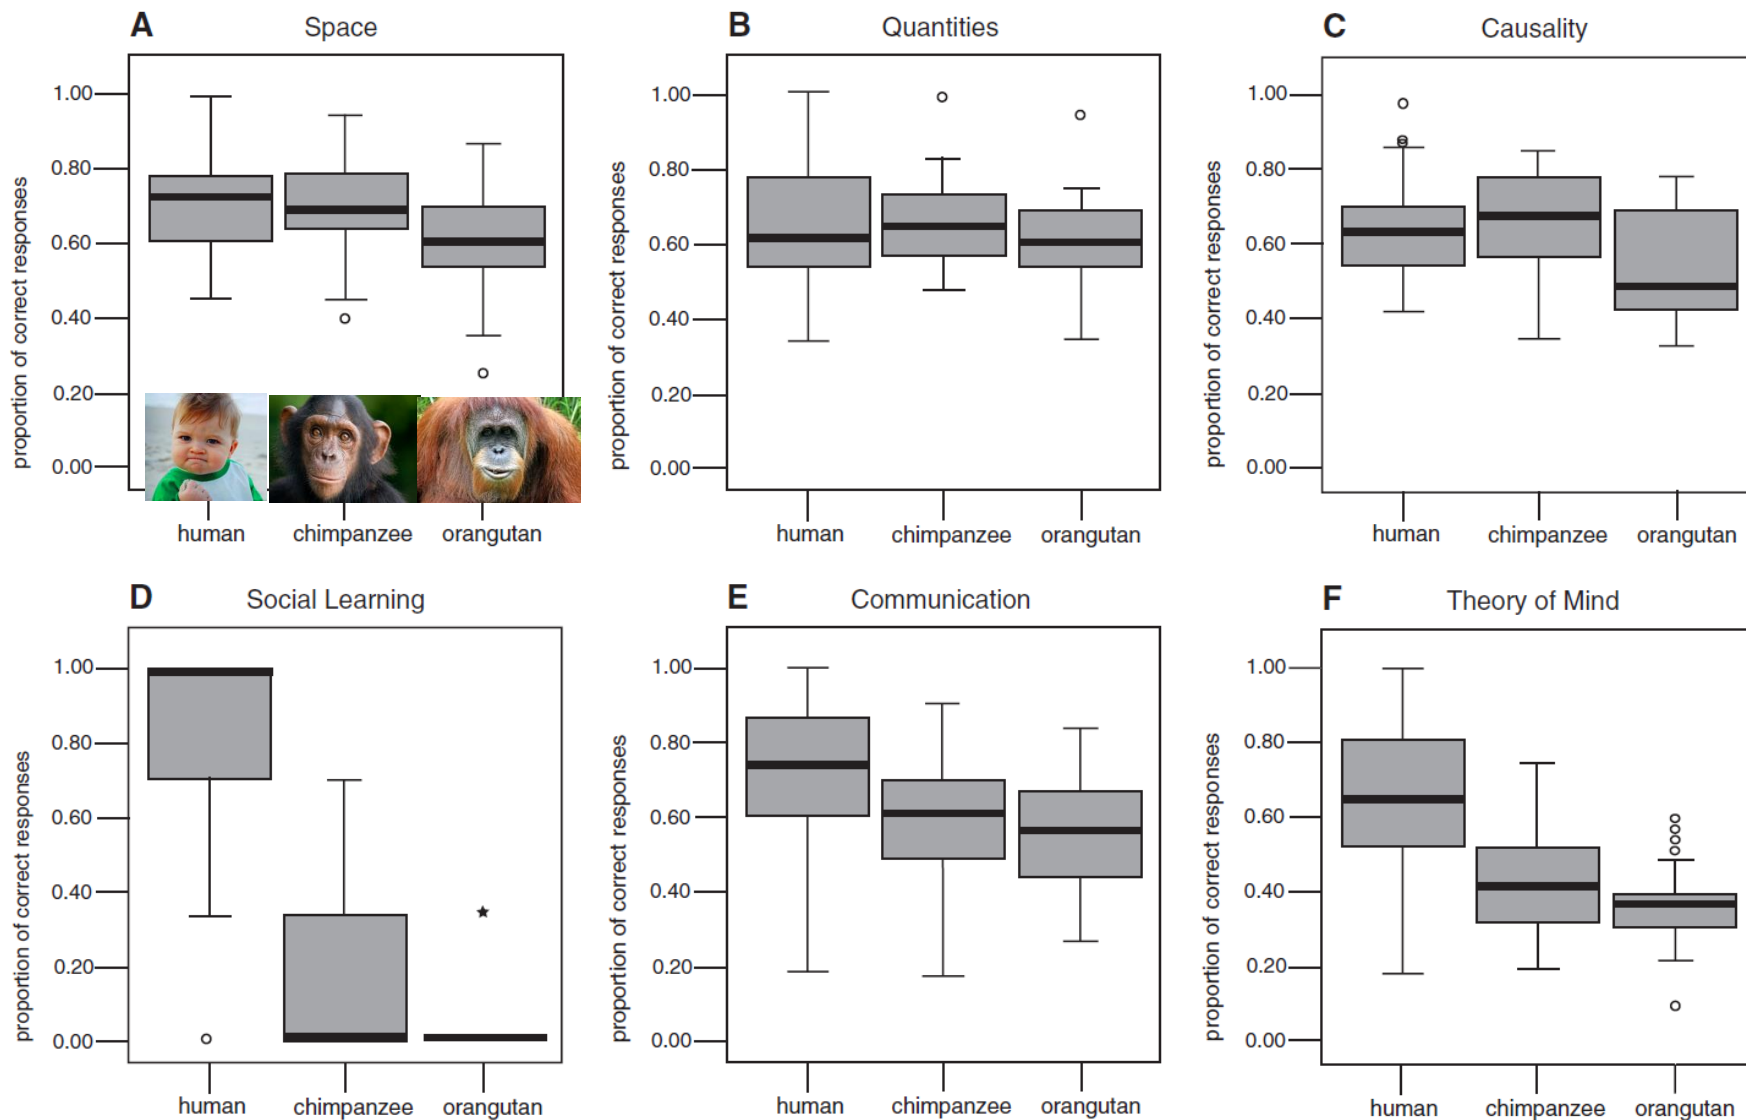 A Space
proportion of correct responses
1.00
0.80
0.60
0.40
0.20
0.00
human chimpanzee orangutan
B Quantities
proportion of correct responses
1.00
0.80
0.60
0.40
0.20
0.00
human chimpanzee orangutan
C Causality
proportion of correct responses
1.00
0.80
0.60
0.40
0.20
0.00
human chimpanzee orangutan
D Social Learning
proportion of correct responses
1.00
0.80
0.60
0.40
0.20
0.00
human chimpanzee orangutan
E Communication
proportion of correct responses
1.00
0.80
0.60
0.40
0.20
0.00
human chimpanzee orangutan
F Theory of Mind
proportion of correct responses
1.00
0.80
0.60
0.40
0.20
0.00
human chimpanzee orangutan